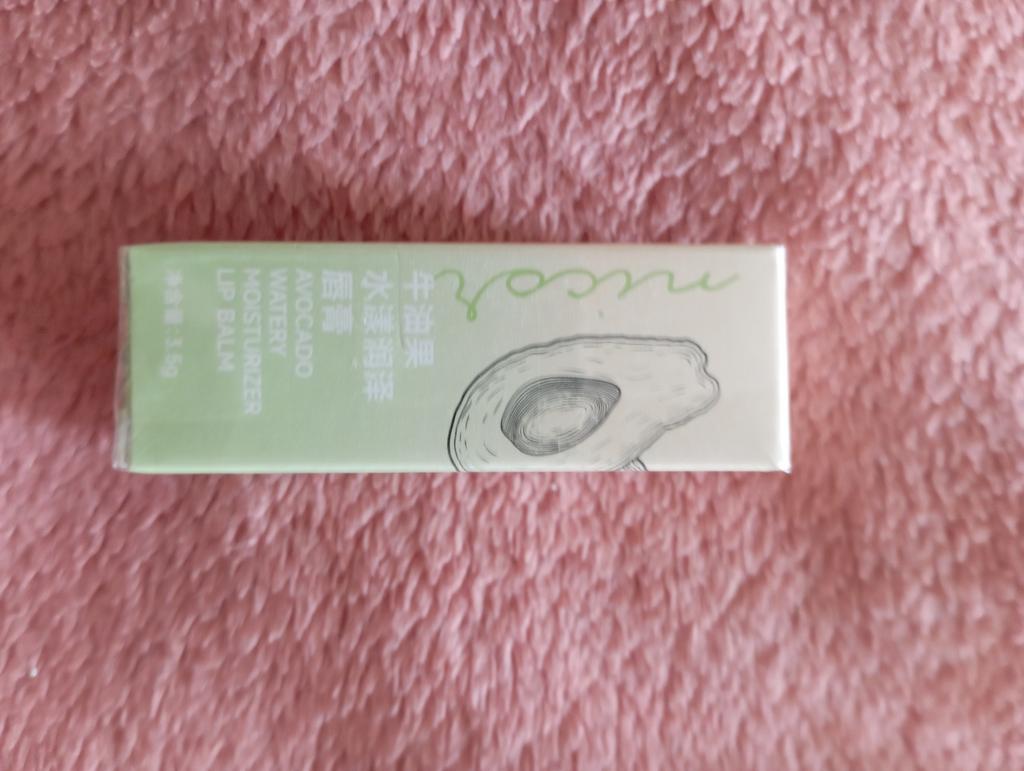 nicor
牛油果
水漾润泽
唇膏
AVOCADO
WATERY
MOISTURIZER
LIP BALM
净含量: 3.5g